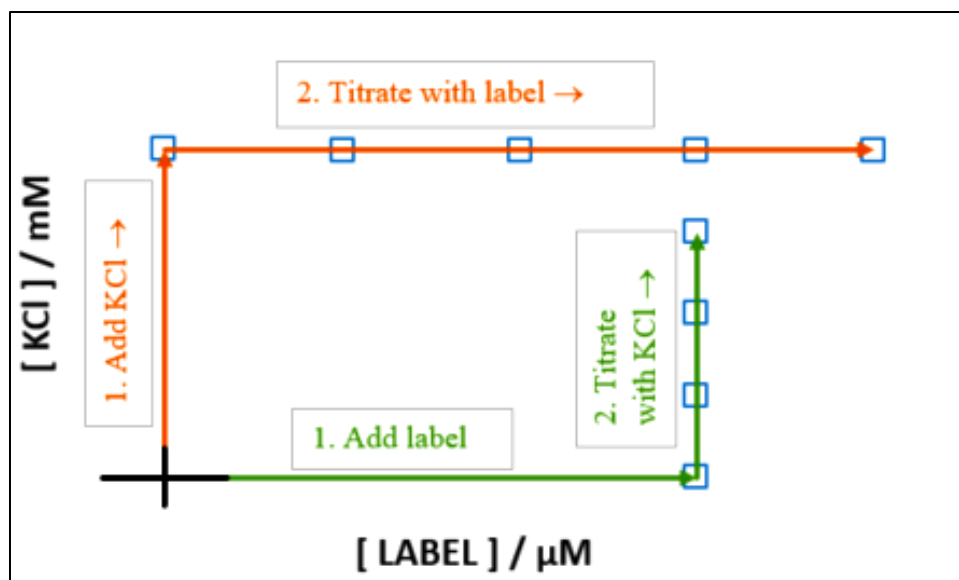 2. Titrate with label →
[ KCl ] / mM
1. Add KCl →
2. Titrate
with KCl →
1. Add label
[ LABEL ] / µM